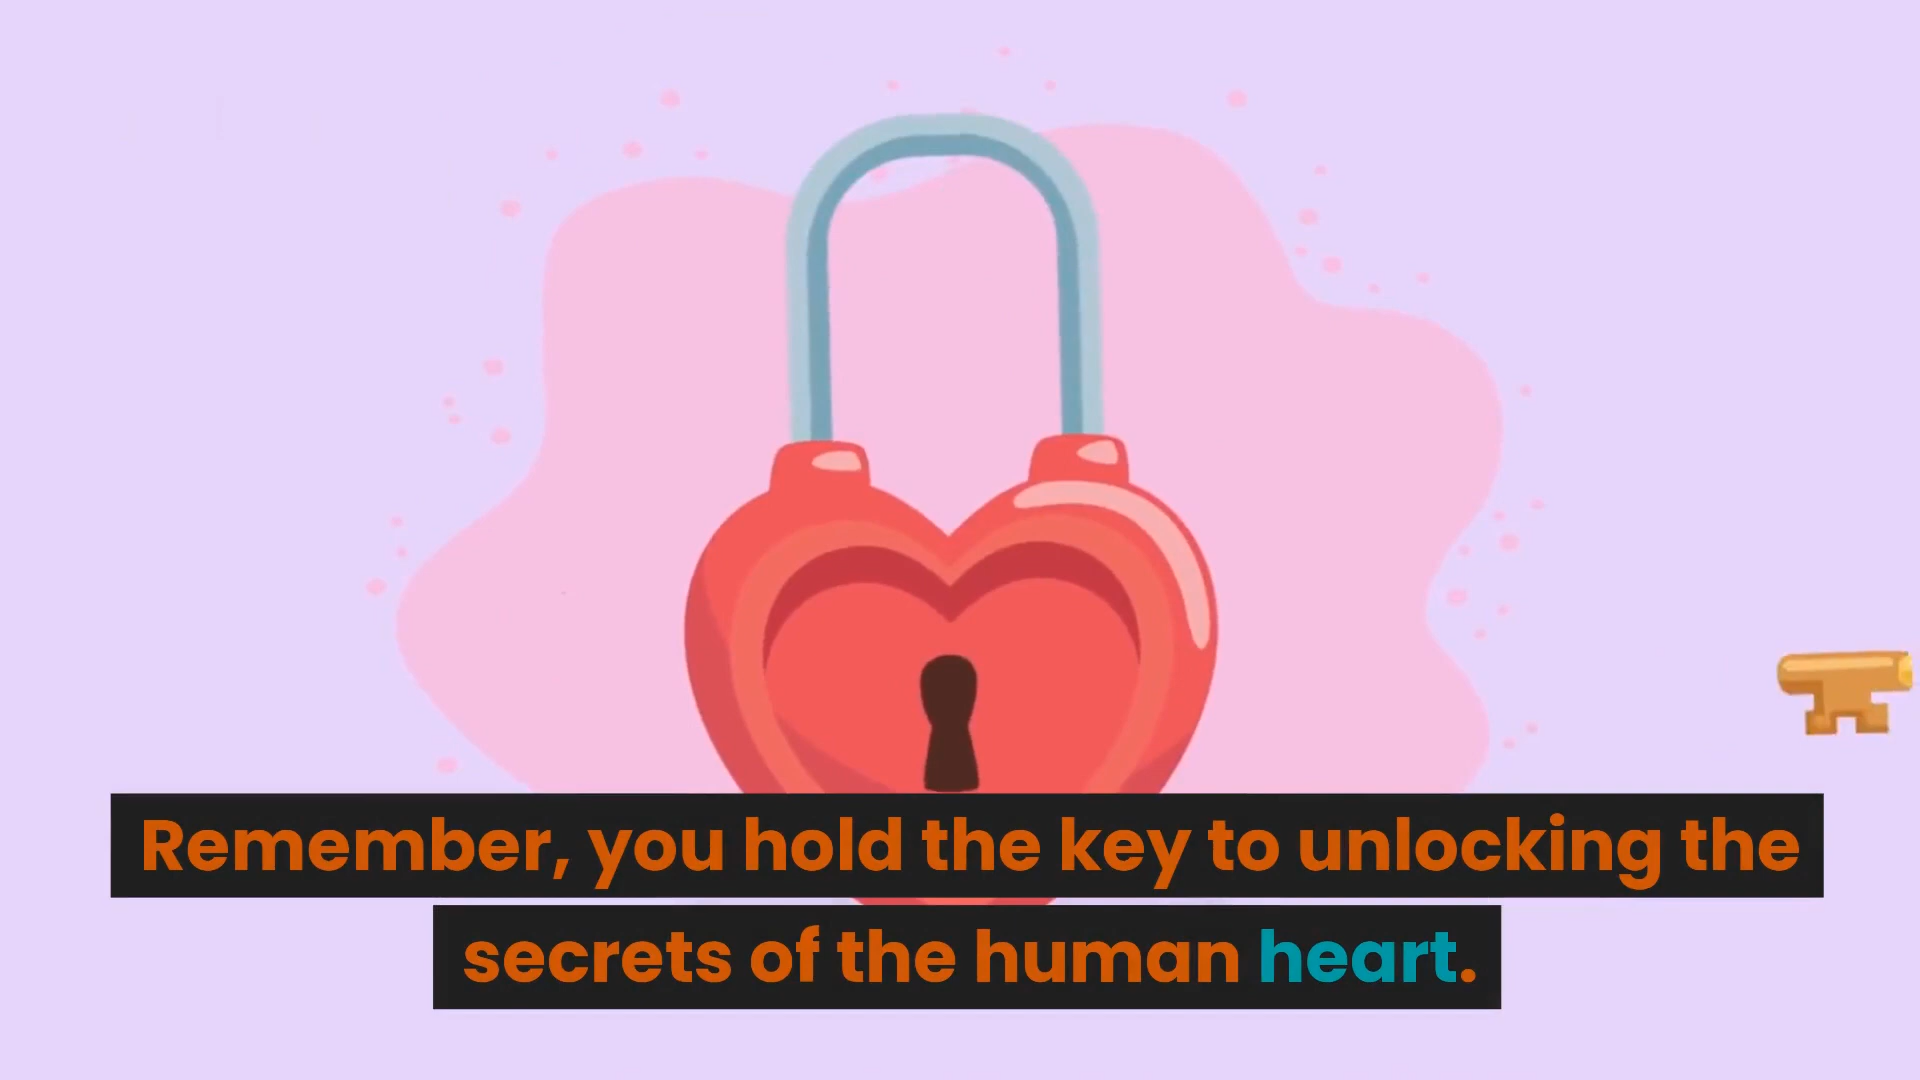 Remember, you hold the key to unlocking the
secrets of the human heart.